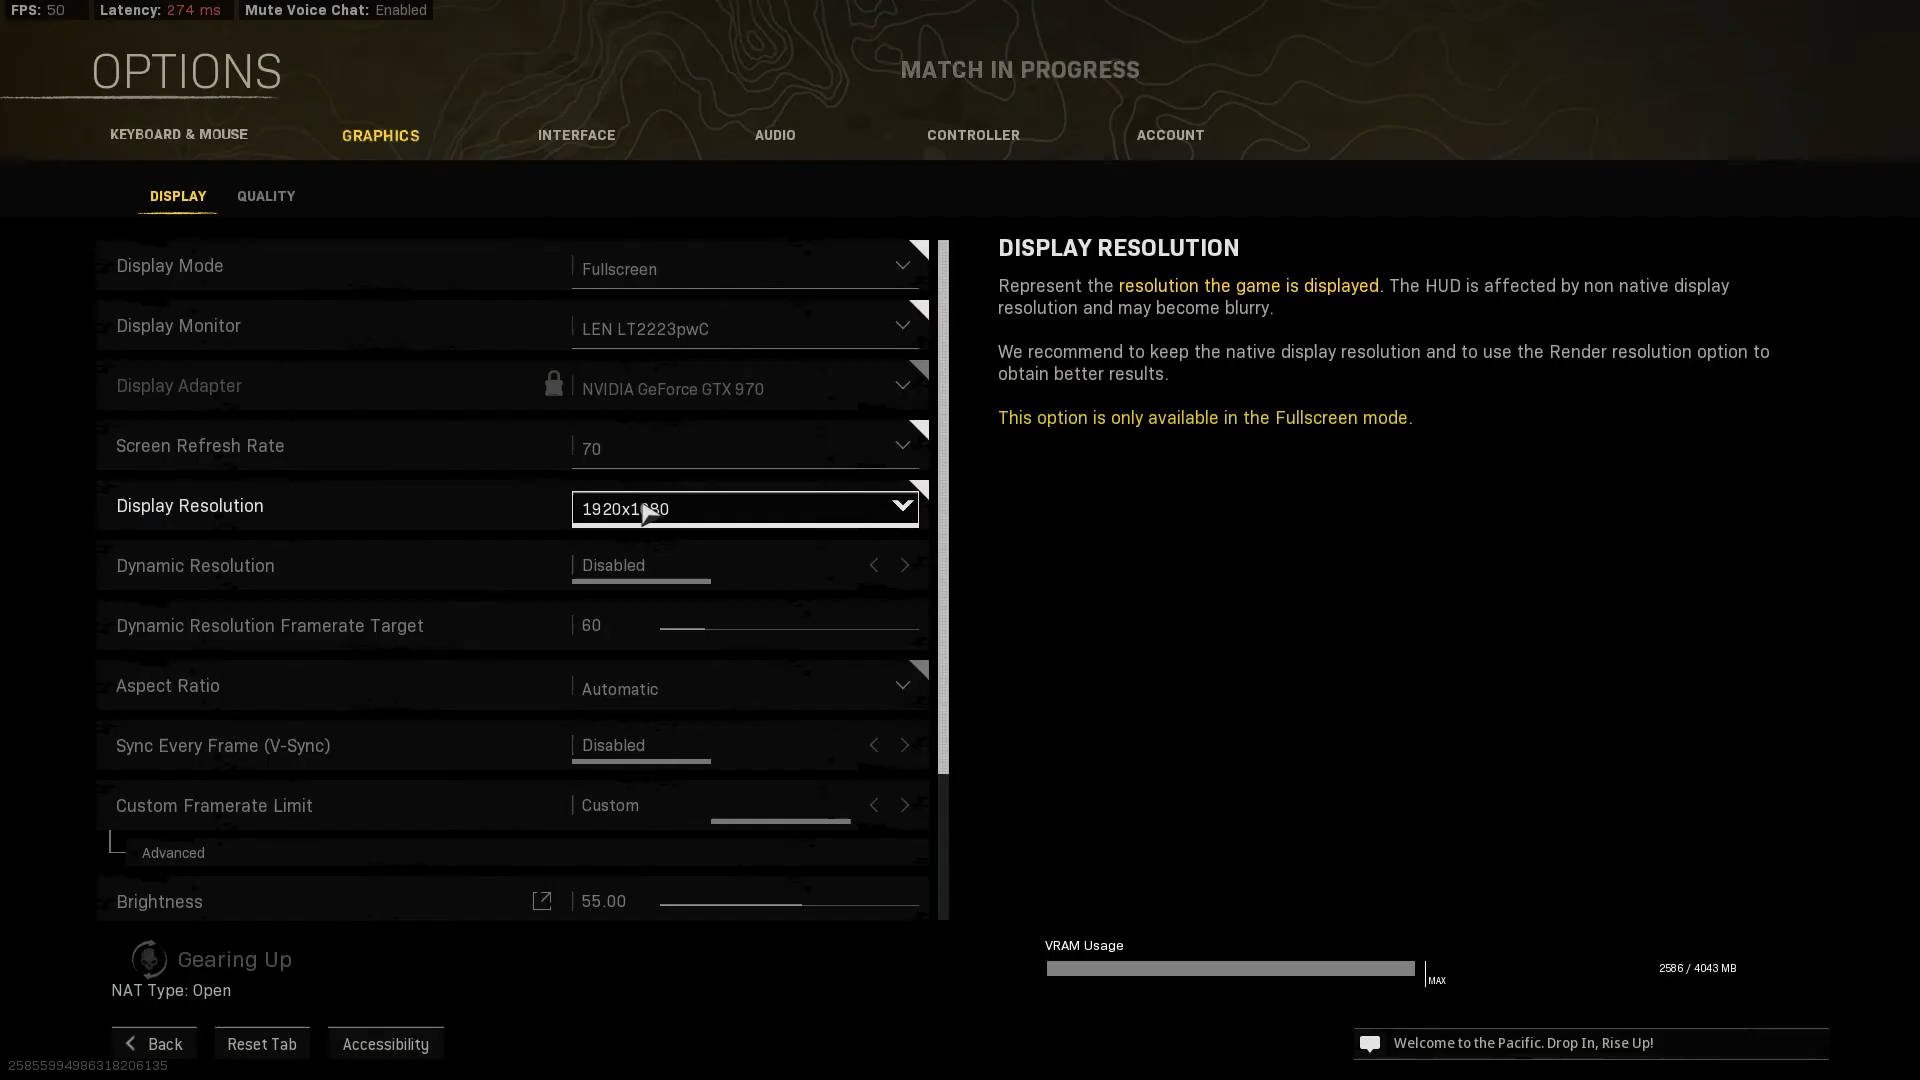 FPS: 50 Latency: 274 ms Mute Voice Chat: Enabled
OPTIONS
MATCH IN PROGRESS
KEYBOARD & MOUSE GRAPHICS INTERFACE AUDIO CONTROLLER ACCOUNT
DISPLAY QUALITY
Display Mode Fullscreen
Display Monitor LEN LT2223pwC
Display Adapter NVIDIA GeForce GTX 970
Screen Refresh Rate 70
Display Resolution 1920x1080
Dynamic Resolution Disabled
Dynamic Resolution Framerate Target 60
Aspect Ratio Automatic
Sync Every Frame (V-Sync) Disabled
Custom Framerate Limit Custom
Advanced
Brightness 55.00
DISPLAY RESOLUTION
Represent the resolution the game is displayed. The HUD is affected by non native display
resolution and may become blurry.
We recommend to keep the native display resolution and to use the Render resolution option to
obtain better results.
This option is only available in the Fullscreen mode.
VRAM Usage
2586 / 4043 MB
MAX
Gearing Up
NAT Type: Open
Back Reset Tab Accessibility
Welcome to the Pacific. Drop In, Rise Up!
25855994986318206135